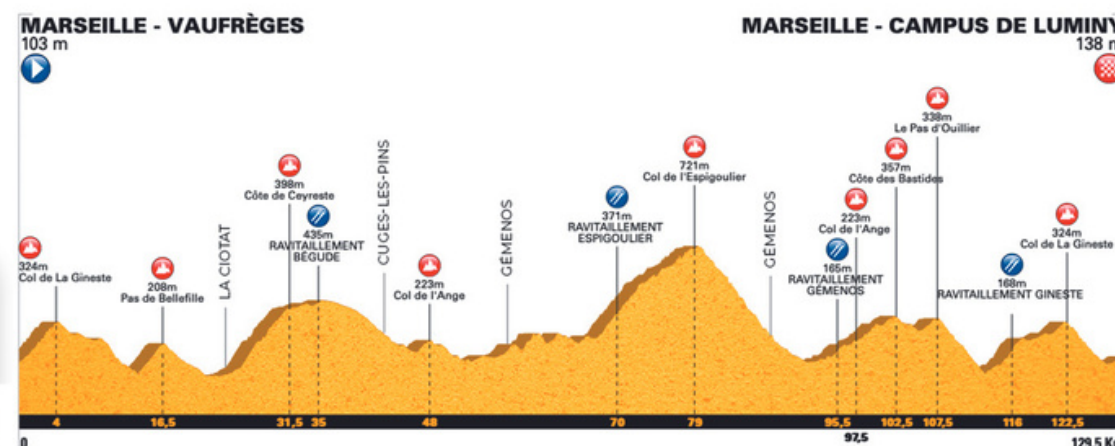 MARSEILLE - VAUFRÈGES
103 m
MARSEILLE - CAMPUS DE LUMINY
138 m
324m
Col de La Gineste
208m
Pas de Bellefille
LA CIOTAT
398m
Côte de Ceyreste
435m
RAVITAILLEMENT
BÉGUDE
CUGES-LES-PINS
223m
Col de l'Ange
GÉMENOS
371m
RAVITAILLEMENT
ESPIGOULIER
721m
Col de l'Espigoulier
GÉMENOS
165m
RAVITAILLEMENT
GÉMENOS
223m
Col de l'Ange
357m
Côte des Bastides
338m
Le Pas d'Ouillier
168m
RAVITAILLEMENT GINESTE
324m
Col de La Gineste
4 16,5 31,5 35 48 70 79 95,5 102,5 107,5 116 122,5
97,5
0 129,5 K